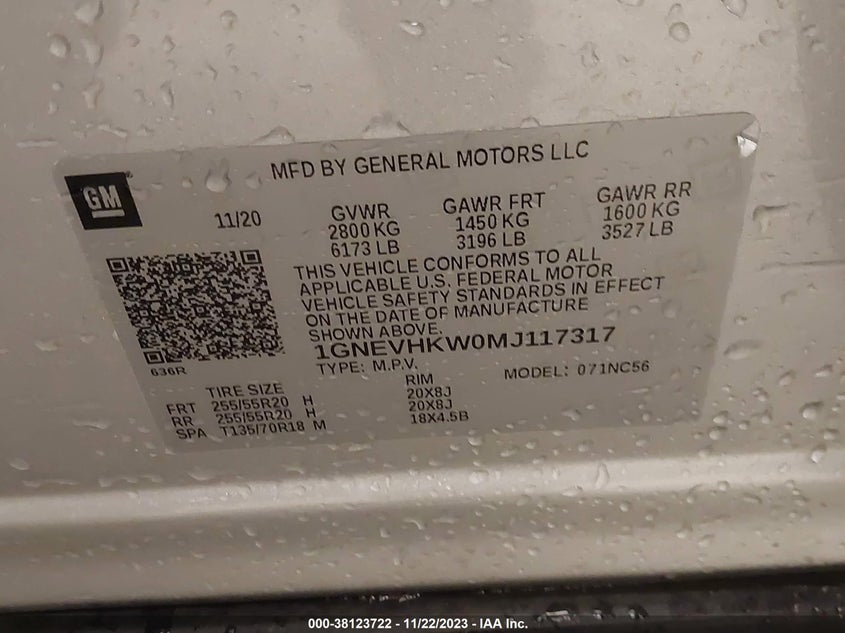 MFD BY GENERAL MOTORS LLC
GM
11/20
GVWR GAWR FRT GAWR RR
2800 KG 1450 KG 1600 KG
6173 LB 3196 LB 3527 LB
THIS VEHICLE CONFORMS TO ALL
APPLICABLE U.S. FEDERAL MOTOR
VEHICLE SAFETY STANDARDS IN EFFECT
ON THE DATE OF MANUFACTURE
SHOWN ABOVE.
1GNEVHKW0MJ117317
636R
TYPE: M.P.V. MODEL: 071NC56
TIRE SIZE RIM
FRT 255/55R20 H 20X8J
RR 255/55R20 H 20X8J
SPA T135/70R18 M 18X4.5B
000-38123722 - 11/22/2023 - IAA Inc.